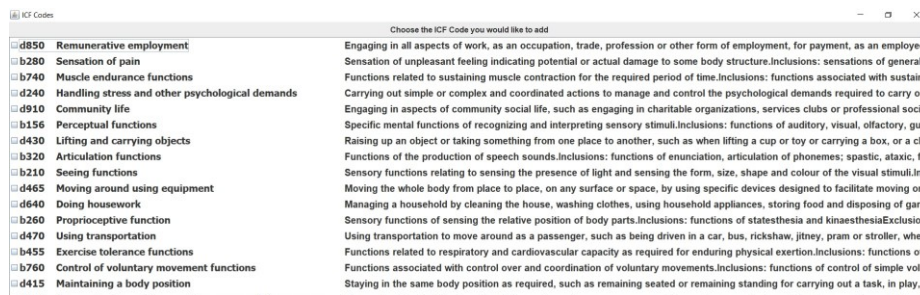 ICF Codes
Choose the ICF Code you would like to add
d850 Remunerative employment Engaging in all aspects of work, as an occupation, trade, profession or other form of employment, for payment, as an employe
b280 Sensation of pain Sensation of unpleasant feeling indicating potential or actual damage to some body structure.Inclusions: sensations of general
b740 Muscle endurance functions Functions related to sustaining muscle contraction for the required period of time.Inclusions: functions associated with sustain
d240 Handling stress and other psychological demands Carrying out simple or complex and coordinated actions to manage and control the psychological demands required to carry o
d910 Community life Engaging in aspects of community social life, such as engaging in charitable organizations, services clubs or professional soci
b156 Perceptual functions Specific mental functions of recognizing and interpreting sensory stimuli.Inclusions: functions of auditory, visual, olfactory, gu
d430 Lifting and carrying objects Raising up an object or taking something from one place to another, such as when lifting a cup or toy or carrying a box, or a c
b320 Articulation functions Functions of the production of speech sounds.Inclusions: functions of enunciation, articulation of phonemes; spastic, ataxic, f
b210 Seeing functions Sensory functions relating to sensing the presence of light and sensing the form, size, shape and colour of the visual stimuli.In
d465 Moving around using equipment Moving the whole body from place to place, on any surface or space, by using specific devices designed to facilitate moving o
d640 Doing housework Managing a household by cleaning the house, washing clothes, using household appliances, storing food and disposing of gar
b260 Proprioceptive function Sensory functions of sensing the relative position of body parts.Inclusions: functions of statesthesia and kinaesthesiaExclusio
d470 Using transportation Using transportation to move around as a passenger, such as being driven in a car, bus, rickshaw, jitney, pram or stroller, whe
b455 Exercise tolerance functions Functions related to respiratory and cardiovascular capacity as required for enduring physical exertion.Inclusions: functions o
b760 Control of voluntary movement functions Functions associated with control over and coordination of voluntary movements.Inclusions: functions of control of simple vol
d415 Maintaining a body position Staying in the same body position as required, such as remaining seated or remaining standing for carrying out a task, in play,